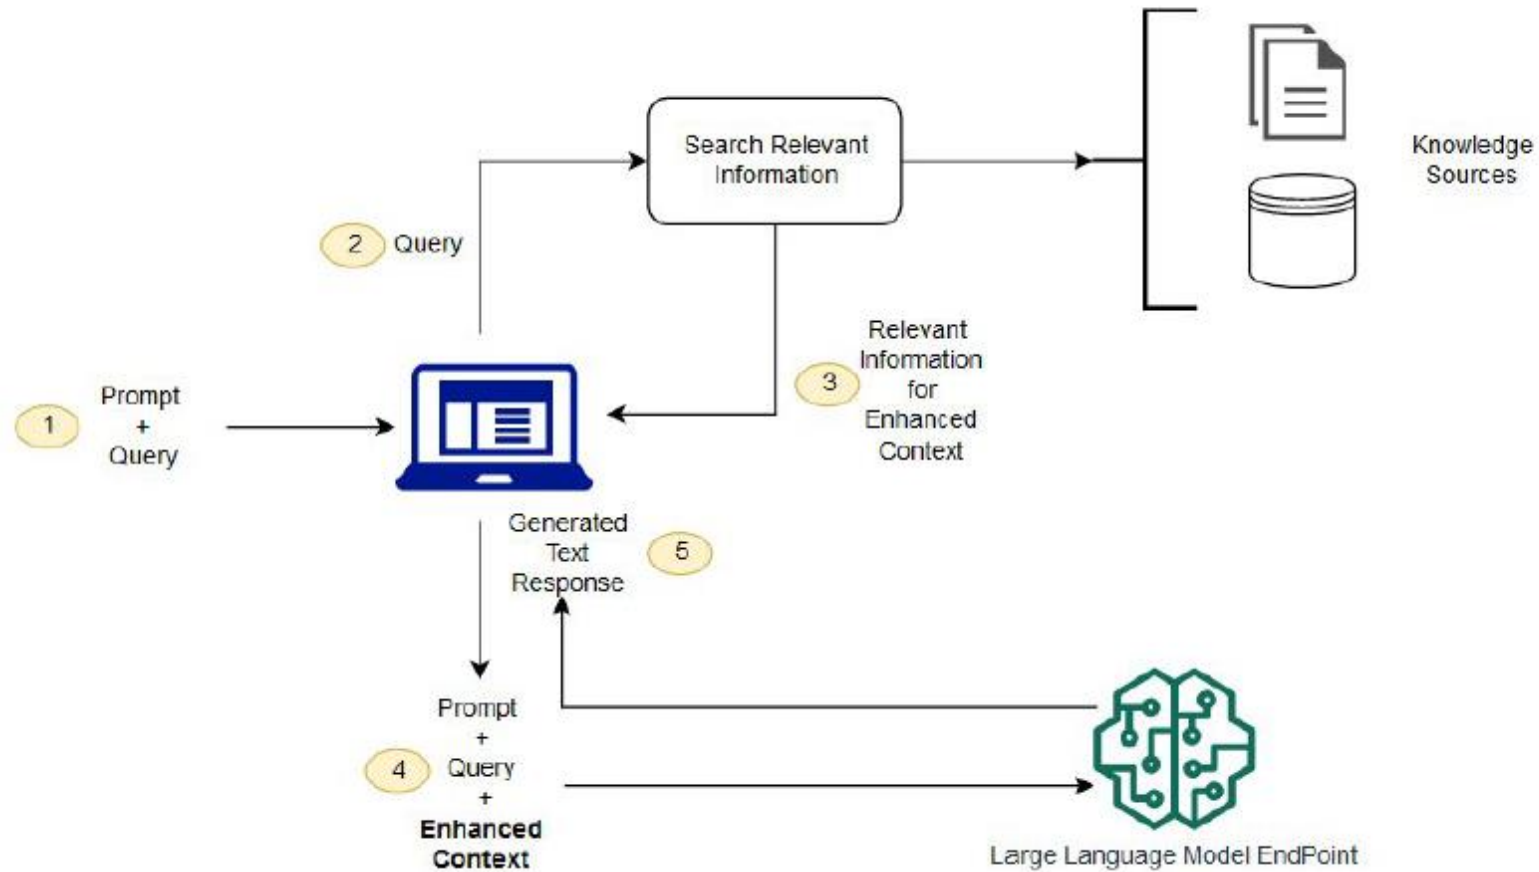 Search Relevant
Information
Knowledge
Sources
2 Query
Relevant
Information
for
Enhanced
Context
3
1
Prompt
+
Query
Generated
Text
Response
5
Prompt
+
Query
+
Enhanced
Context
4
Large Language Model EndPoint